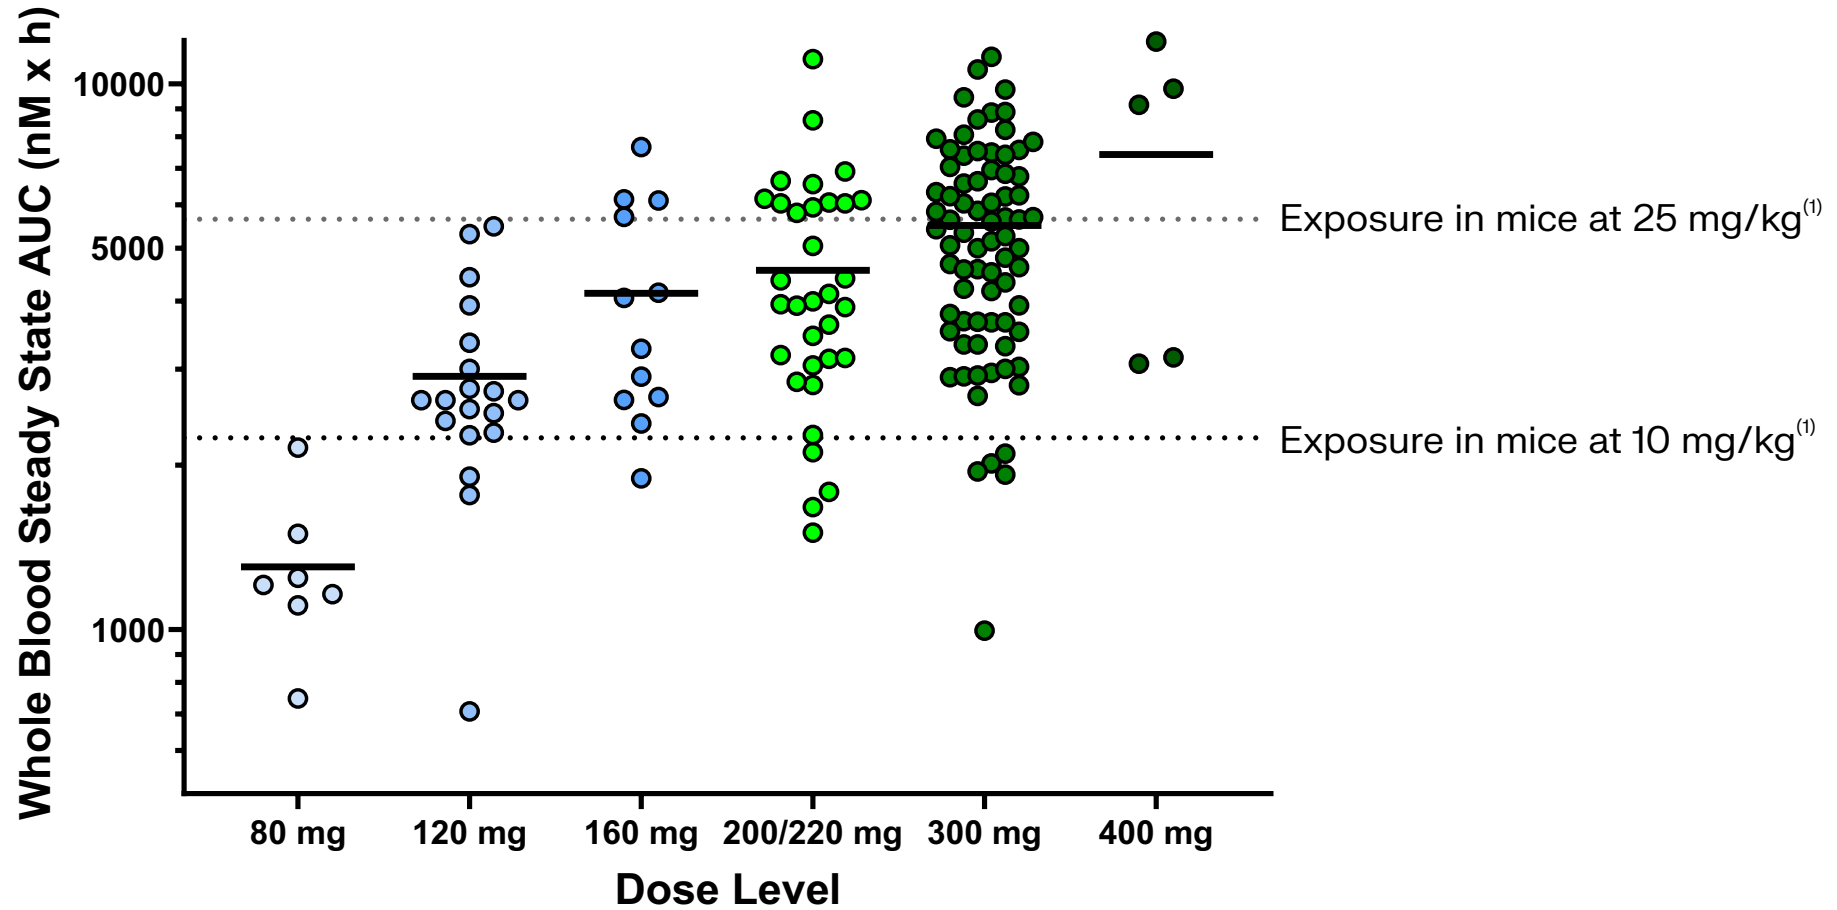 Whole Blood Steady State AUC (nM x h)
10000
5000
1000
Exposure in mice at 25 mg/kg(1)
Exposure in mice at 10 mg/kg(1)
80 mg 120 mg 160 mg 200/220 mg 300 mg 400 mg
Dose Level